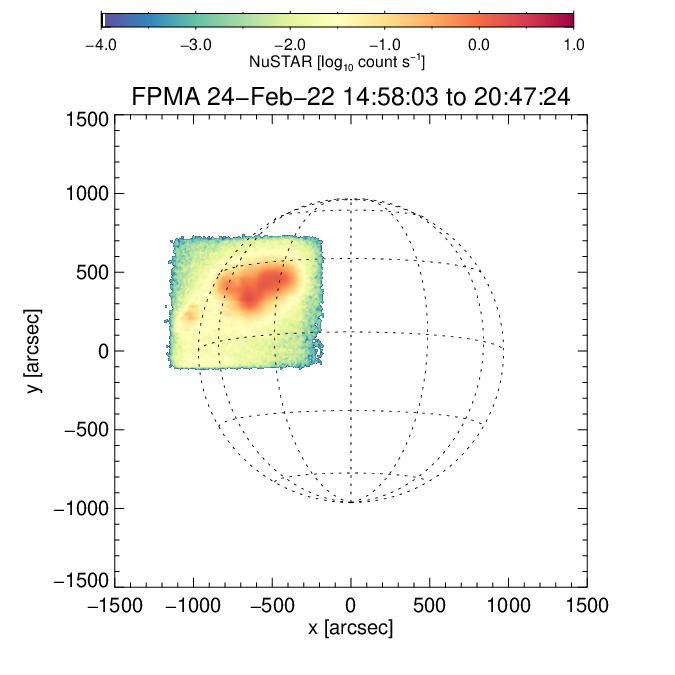 −4.0 −3.0 −2.0 −1.0 0.0 1.0
NuSTAR [log₁₀ count s⁻¹]
FPMA 24−Feb−22 14:58:03 to 20:47:24
1500
1000
500
0
−500
−1000
−1500
y [arcsec]
−1500 −1000 −500 0 500 1000 1500
x [arcsec]